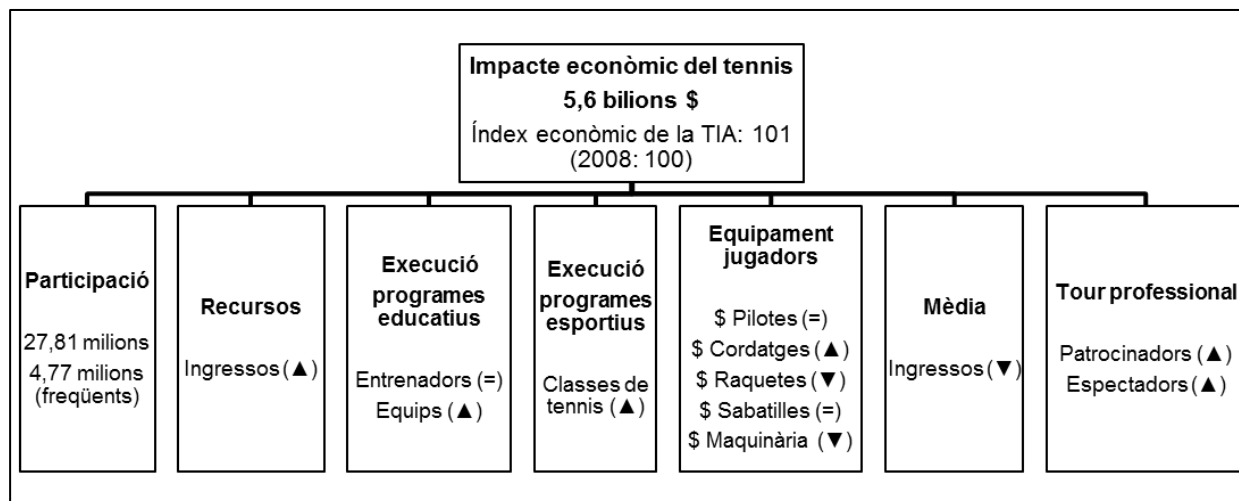 Impacte econòmic del tennis
5,6 bilions $
Índex econòmic de la TIA: 101
(2008: 100)
Participació
27,81 milions
4,77 milions
(freqüents)
Recursos
Ingressos (▲)
Execució
programes
educatius
Entrenadors (=)
Equips (▲)
Execució
programes
esportius
Classes de
tennis (▲)
Equipament
jugadors
$ Pilotes (=)
$ Cordatges (▲)
$ Raquetes (▼)
$ Sabatilles (=)
$ Maquinària (▼)
Mèdia
Ingressos (▼)
Tour professional
Patrocinadors (▲)
Espectadors (▲)